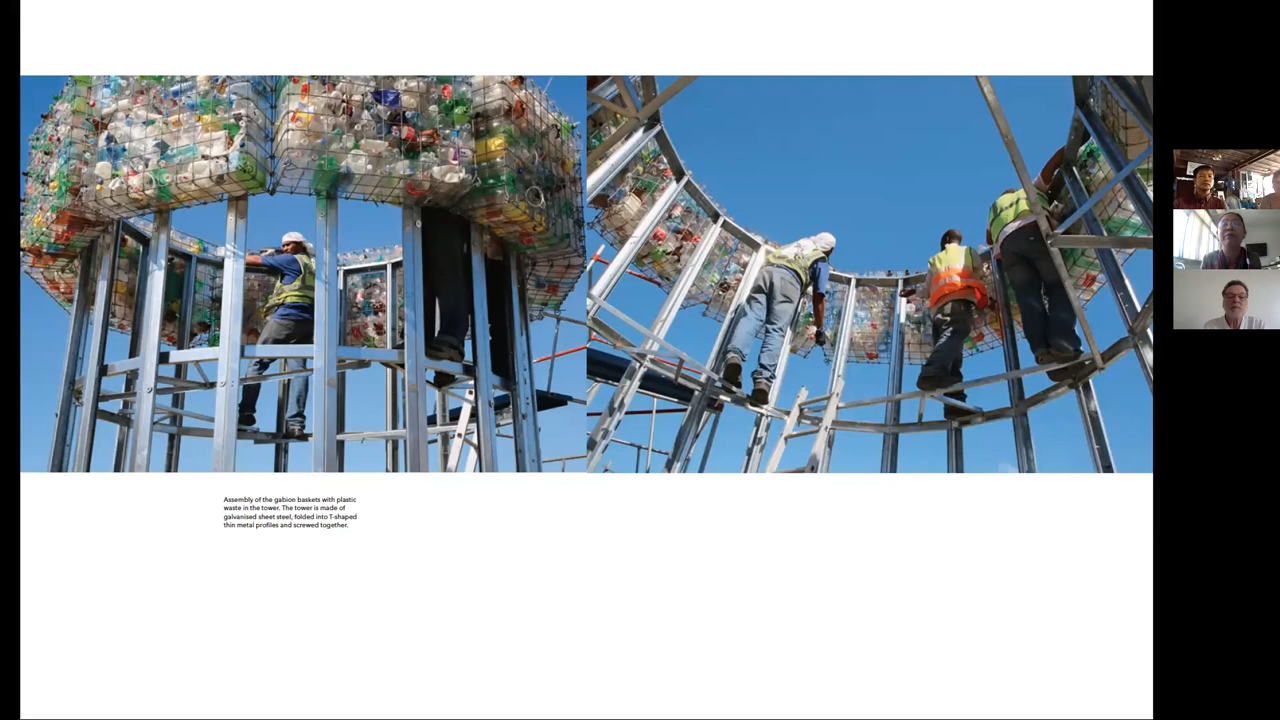 Assembly of the gabion baskets with plastic
waste in the tower. The tower is made of
galvanised sheet steel, folded into T-shaped
thin metal profiles and screwed together.